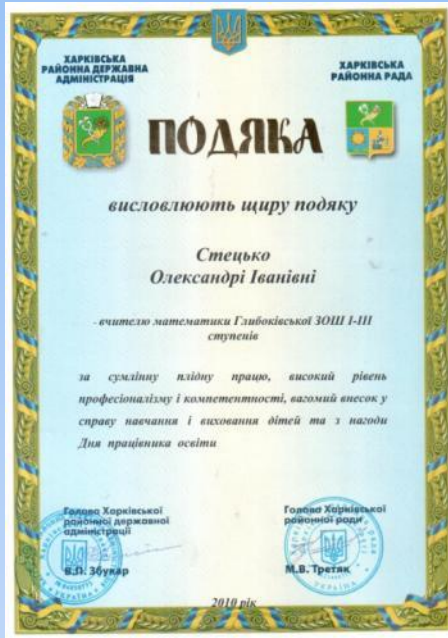 ХАРКІВСЬКА
РАЙОННА ДЕРЖАВНА
АДМІНІСТРАЦІЯ
ХАРКІВСЬКА
РАЙОННА РАДА
ПОДЯКА
висловлюють щиру подяку
Стецько
Олександрі Іванівні
- вчителю математики Глибоківської ЗОШ І-ІІІ
ступенів
за сумлінну плідну працю, високий рівень
професіоналізму і компетентності, вагомий внесок у
справу навчання і виховання дітей та з нагоди
Дня працівника освіти
Голова Харківської
районної державної
адміністрації
В.П. Збукар
Голова Харківської
районної ради
М.В. Третяк
УКРАЇНА
УКРАЇНА
2010 рік